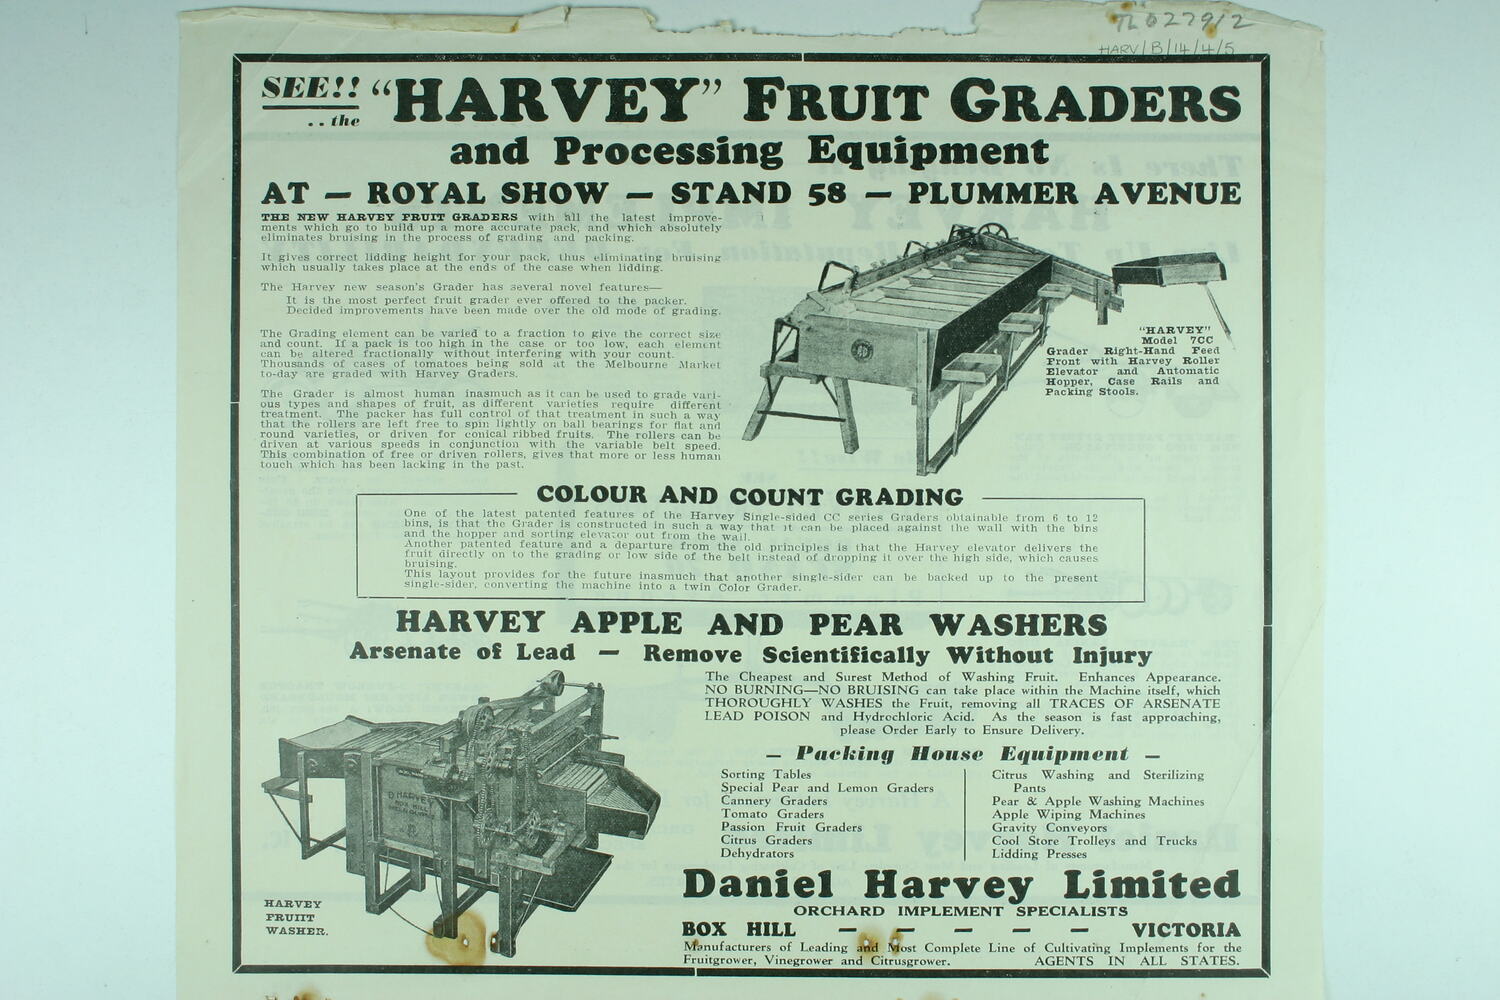 TL02791/2
HARV/B/14/4/5
SEE!! "HARVEY" FRUIT GRADERS
.. the
and Processing Equipment
AT — ROYAL SHOW — STAND 58 — PLUMMER AVENUE
THE NEW HARVEY FRUIT GRADERS with all the latest improve-
ments which go to build up a more accurate pack, and which absolutely
eliminates bruising in the process of grading and packing.
It gives correct lidding height for your pack, thus eliminating bruising
which usually takes place at the ends of the case when lidding.
The Harvey new season's Grader has several novel features—
It is the most perfect fruit grader ever offered to the packer.
Decided improvements have been made over the old mode of grading.
The Grading element can be varied to a fraction to give the correct size
and count. If a pack is too high in the case or too low, each element
can be altered fractionally without interfering with your count.
Thousands of cases of tomatoes being sold at the Melbourne Market
to-day are graded with Harvey Graders.
The Grader is almost human inasmuch as it can be used to grade vari-
ous types and shapes of fruit, as different varieties require different
treatment. The packer has full control of that treatment in such a way
that the rollers are left free to spin lightly on ball bearings for flat and
round varieties, or driven for conical ribbed fruits. The rollers can be
driven at various speeds in conjunction with the variable belt speed.
This combination of free or driven rollers, gives that more or less human
touch which has been lacking in the past.
"HARVEY"
Model 7CC
Grader Right-Hand Feed
Front with Harvey Roller
Elevator and Automatic
Hopper, Case Rails and
Packing Stools.
COLOUR AND COUNT GRADING
One of the latest patented features of the Harvey Single-sided CC series Graders obtainable from 6 to 12
bins, is that the Grader is constructed in such a way that it can be placed against the wall with the bins
and the hopper and sorting elevator out from the wall.
Another patented feature and a departure from the old principles is that the Harvey elevator delivers the
fruit directly on to the grading or low side of the belt instead of dropping it over the high side, which causes
bruising.
This layout provides for the future inasmuch that another single-sider can be backed up to the present
single-sider, converting the machine into a twin Color Grader.
HARVEY APPLE AND PEAR WASHERS
Arsenate of Lead — Remove Scientifically Without Injury
The Cheapest and Surest Method of Washing Fruit. Enhances Appearance.
NO BURNING—NO BRUISING can take place within the Machine itself, which
THOROUGHLY WASHES the Fruit, removing all TRACES OF ARSENATE
LEAD POISON and Hydrochloric Acid. As the season is fast approaching,
please Order Early to Ensure Delivery.
— Packing House Equipment —
Sorting Tables
Special Pear and Lemon Graders
Cannery Graders
Tomato Graders
Passion Fruit Graders
Citrus Graders
Dehydrators
Citrus Washing and Sterilizing
Pants
Pear & Apple Washing Machines
Apple Wiping Machines
Gravity Conveyors
Cool Store Trolleys and Trucks
Lidding Presses
D. HARVEY
BOX HILL
HARVEY
FRUIIT
WASHER.
Daniel Harvey Limited
ORCHARD IMPLEMENT SPECIALISTS
BOX HILL — — — — — VICTORIA
Manufacturers of Leading and Most Complete Line of Cultivating Implements for the
Fruitgrower, Vinegrower and Citrusgrower. AGENTS IN ALL STATES.